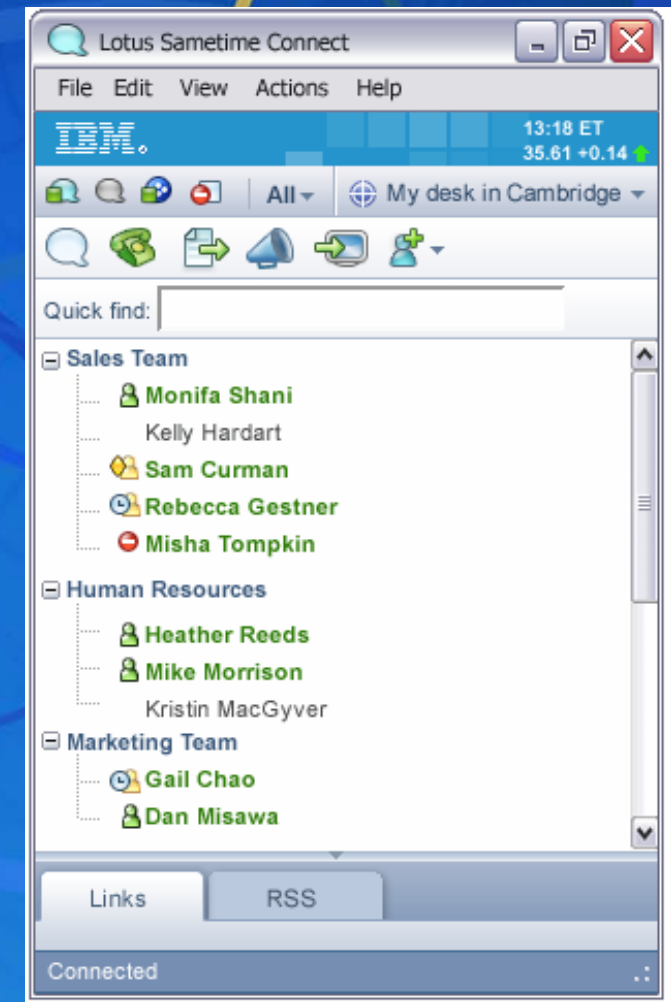 Lotus Sametime Connect
File Edit View Actions Help
IBM.
13:18 ET
35.61 +0.14
All My desk in Cambridge
Quick find:
Sales Team
Monifa Shani
Kelly Hardart
Sam Curman
Rebecca Gestner
Misha Tompkin
Human Resources
Heather Reeds
Mike Morrison
Kristin MacGyver
Marketing Team
Gail Chao
Dan Misawa
Links RSS
Connected